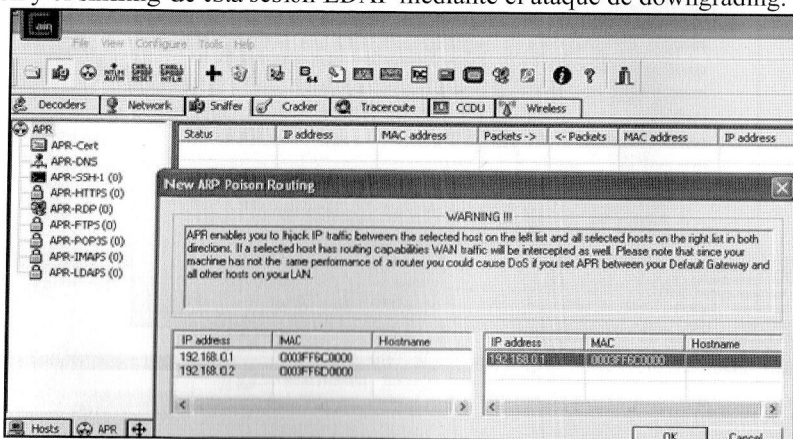 y el sniffing de esta sesión LDAP mediante el ataque de downgrading.
ain
File View Configure Tools Help
Decoders Network Sniffer Cracker Traceroute CCDU Wireless
APR
APR-Cert
APR-DNS
APR-SSH-1 (0)
APR-HTTPS (0)
APR-RDP (0)
APR-FTPS (0)
APR-POP3S (0)
APR-IMAPS (0)
APR-LDAPS (0)
Status IP address MAC address Packets -> <- Packets MAC address IP address
New ARP Poison Routing
WARNING !!!
APR enables you to hijack IP traffic between the selected host on the left list and all selected hosts on the right list in both
directions. If a selected host has routing capabilities WAN traffic will be intercepted as well. Please note that since your
machine has not the same performance of a router you could cause DoS if you set APR between your Default Gateway and
all other hosts on your LAN.
IP address MAC Hostname
192.168.0.1 0003FF6C0000
192.168.0.2 0003FF6D0000
IP address MAC Hostname
192.168.0.1 0003FF6C0000
Hosts APR
OK Cancel